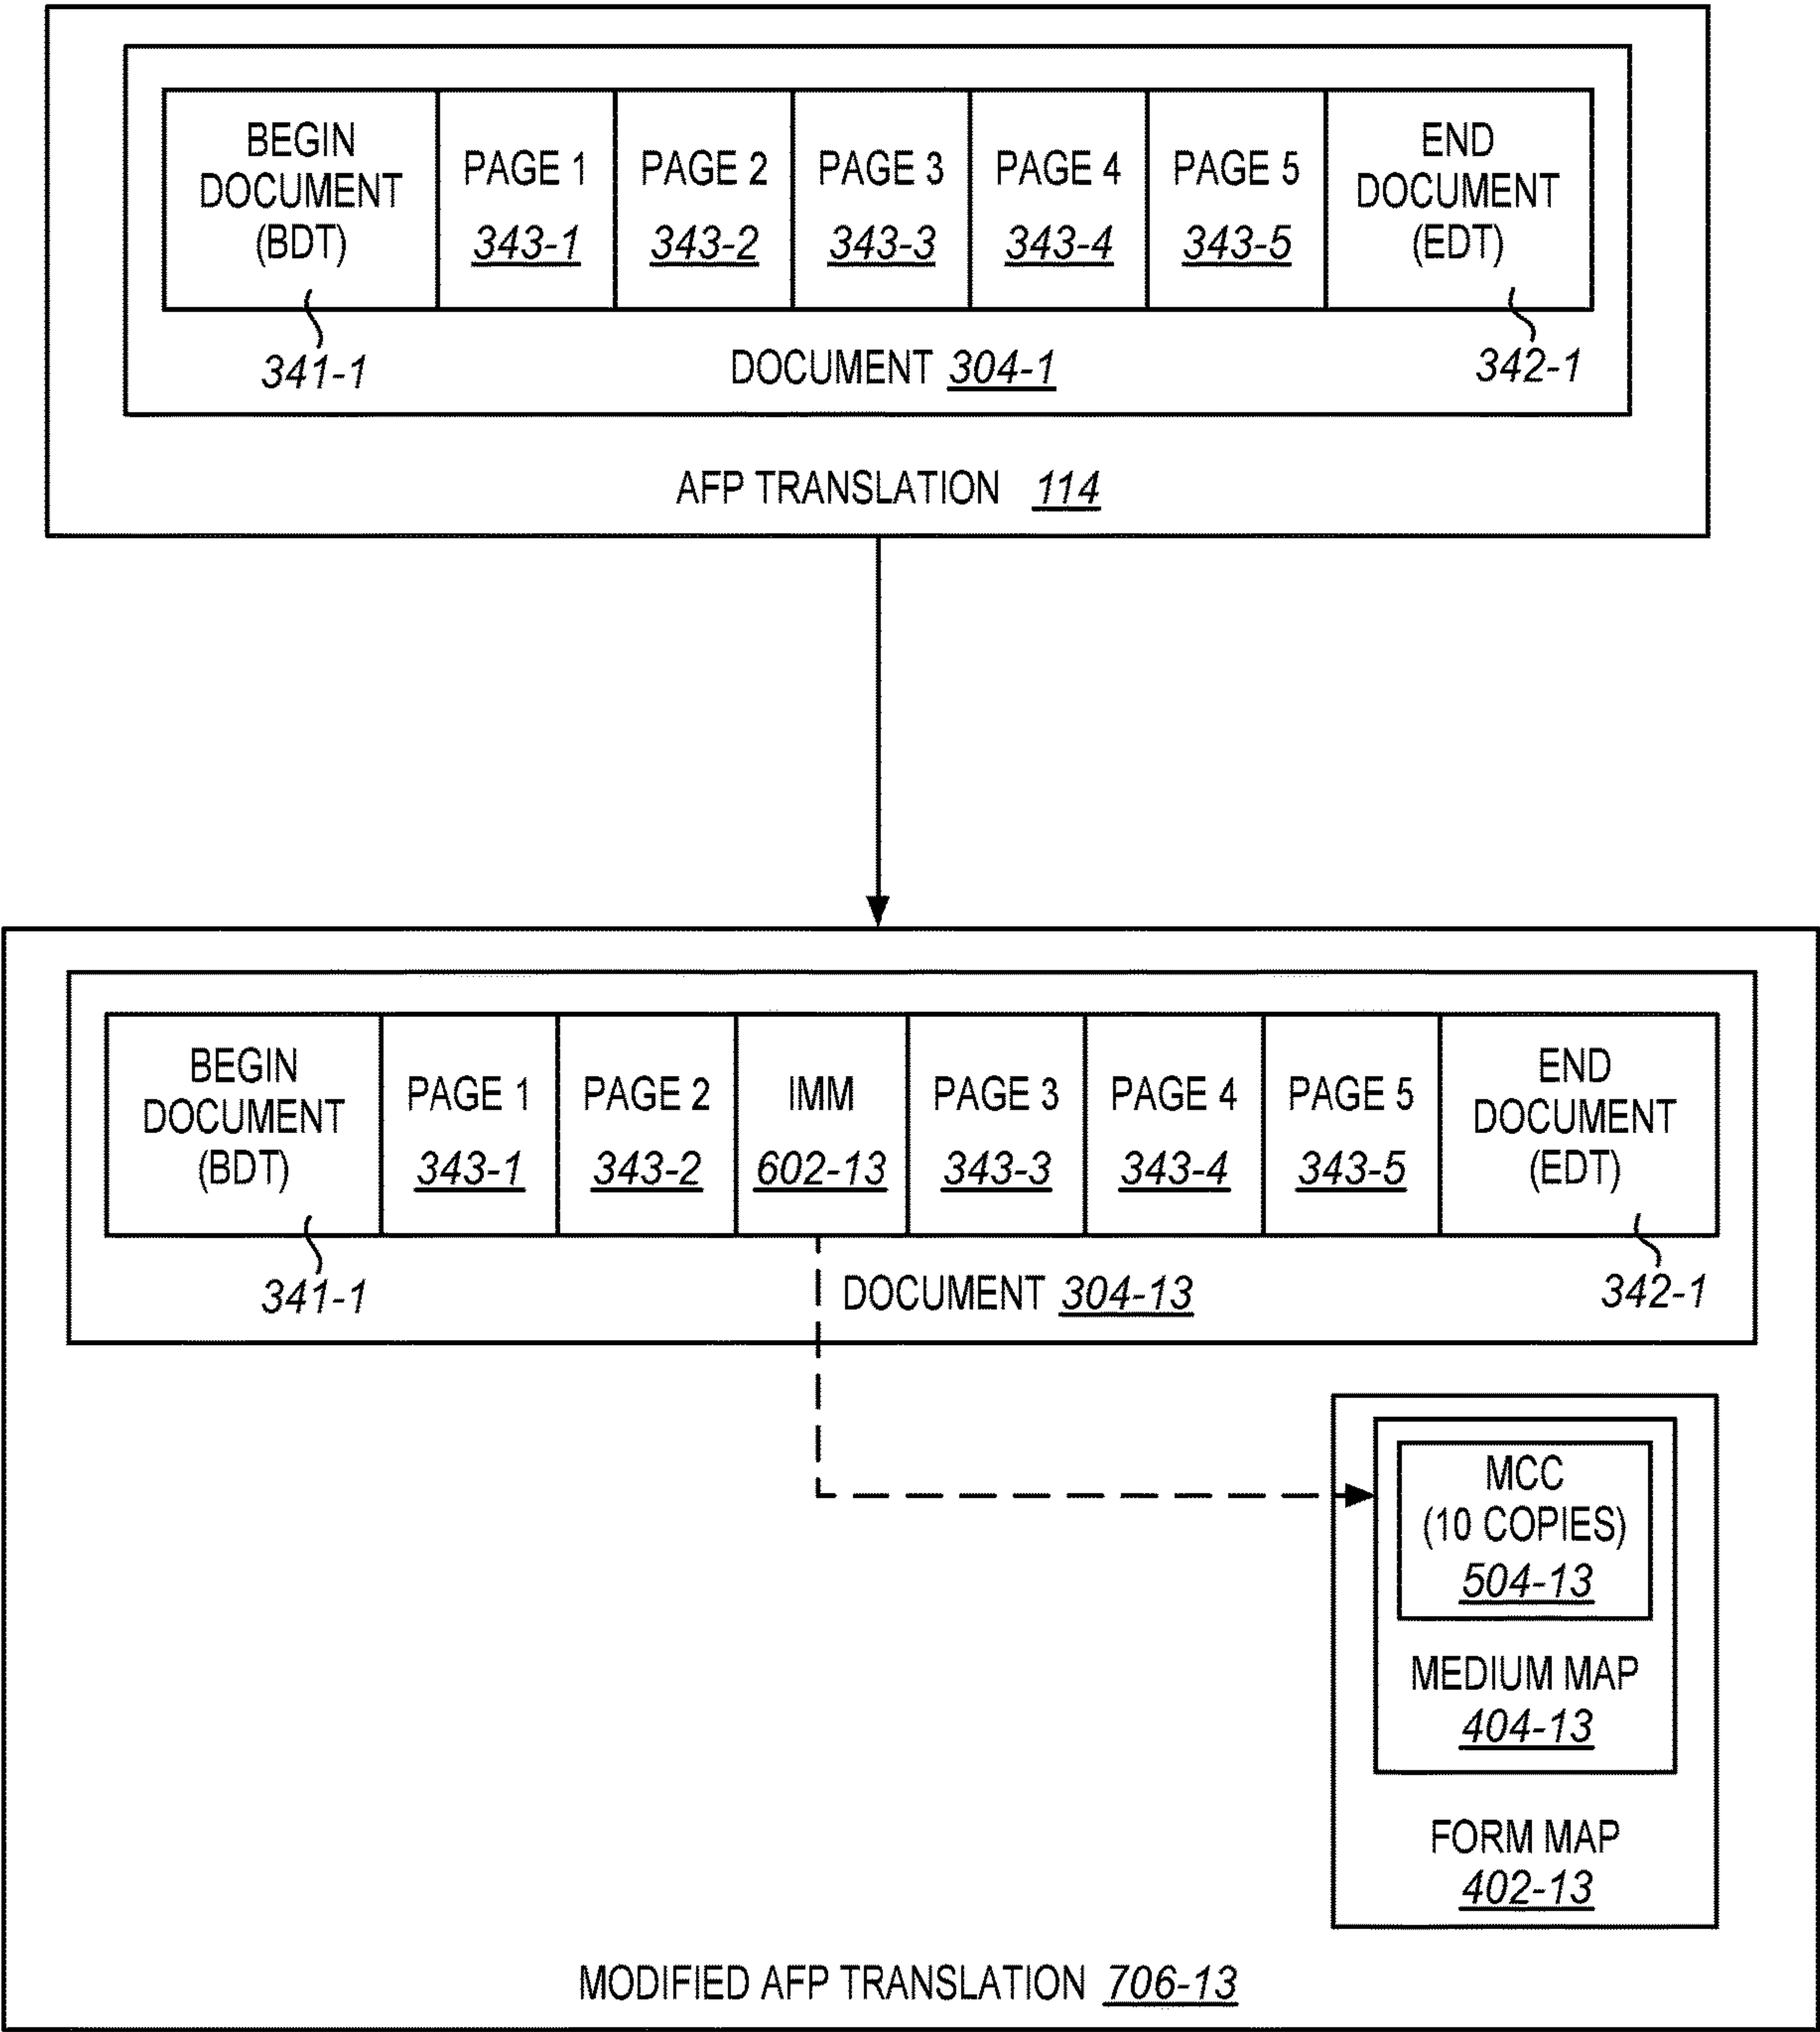 BEGIN
DOCUMENT
(BDT)
PAGE 1
343-1
PAGE 2
343-2
PAGE 3
343-3
PAGE 4
343-4
PAGE 5
343-5
END
DOCUMENT
(EDT)
341-1
DOCUMENT 304-1
342-1
AFP TRANSLATION 114
BEGIN
DOCUMENT
(BDT)
PAGE 1
343-1
PAGE 2
343-2
IMM
602-13
PAGE 3
343-3
PAGE 4
343-4
PAGE 5
343-5
END
DOCUMENT
(EDT)
341-1
DOCUMENT 304-13
342-1
MCC
(10 COPIES)
504-13
MEDIUM MAP
404-13
FORM MAP
402-13
MODIFIED AFP TRANSLATION 706-13